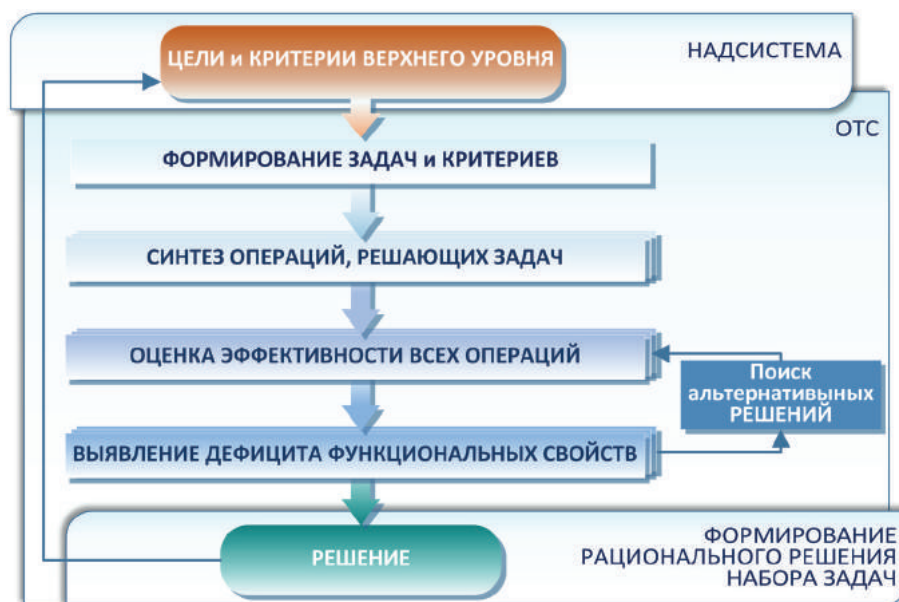 ЦЕЛИ и КРИТЕРИИ ВЕРХНЕГО УРОВНЯ
НАДСИСТЕМА
ОТС
ФОРМИРОВАНИЕ ЗАДАЧ и КРИТЕРИЕВ
СИНТЕЗ ОПЕРАЦИЙ, РЕШАЮЩИХ ЗАДАЧ
ОЦЕНКА ЭФФЕКТИВНОСТИ ВСЕХ ОПЕРАЦИЙ
Поиск
альтернативыных
РЕШЕНИЙ
ВЫЯВЛЕНИЕ ДЕФИЦИТА ФУНКЦИОНАЛЬНЫХ СВОЙСТВ
РЕШЕНИЕ
ФОРМИРОВАНИЕ
РАЦИОНАЛЬНОГО РЕШЕНИЯ
НАБОРА ЗАДАЧ